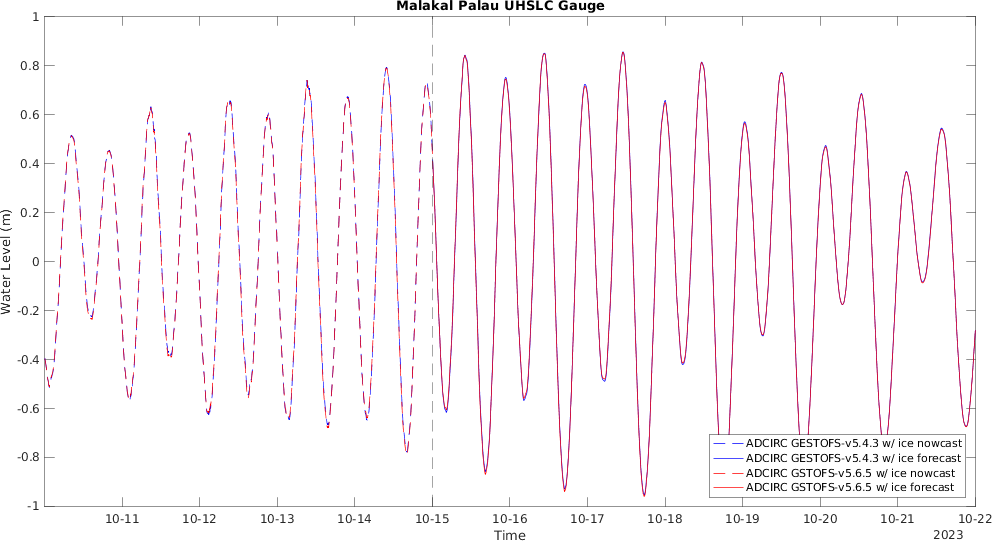 Malakal Palau UHSLC Gauge
1
0.8
0.6
0.4
0.2
0
-0.2
-0.4
-0.6
-0.8
-1
Water Level (m)
ADCIRC GESTOFS-v5.4.3 w/ ice nowcast
ADCIRC GESTOFS-v5.4.3 w/ ice forecast
ADCIRC GSTOFS-v5.6.5 w/ ice nowcast
ADCIRC GSTOFS-v5.6.5 w/ ice forecast
10-11 10-12 10-13 10-14 10-15 10-16 10-17 10-18 10-19 10-20 10-21 10-22
Time
2023